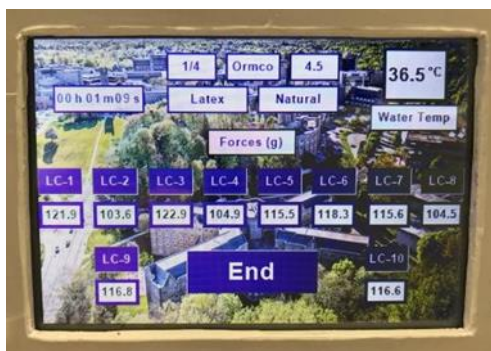 1/4 Ormco 4.5
36.5 °C
00 h 01 m 09 s Latex Natural
Water Temp
Forces (g)
LC-1 LC-2 LC-3 LC-4 LC-5 LC-6 LC-7 LC-8
121.9 103.6 122.9 104.9 115.5 118.3 115.6 104.5
LC-9 End LC-10
116.8 116.6